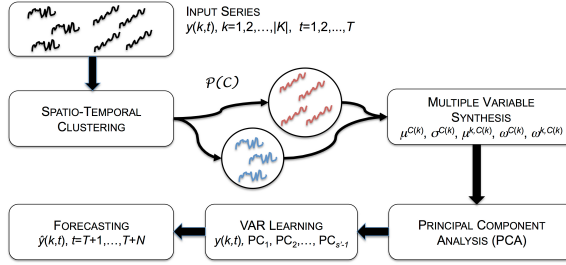 INPUT SERIES
y(k,t), k=1,2,…,|K|, t=1,2,...,T
P(C)
SPATIO-TEMPORAL
CLUSTERING
MULTIPLE VARIABLE
SYNTHESIS
μ^C(k), σ^C(k), μ^k,C(k), ω^C(k), ω^k,C(k)
FORECASTING
ŷ(k,t), t=T+1,…,T+N
VAR LEARNING
y(k,t), PC₁, PC₂,…, PCₛ'₋₁
PRINCIPAL COMPONENT
ANALYSIS (PCA)